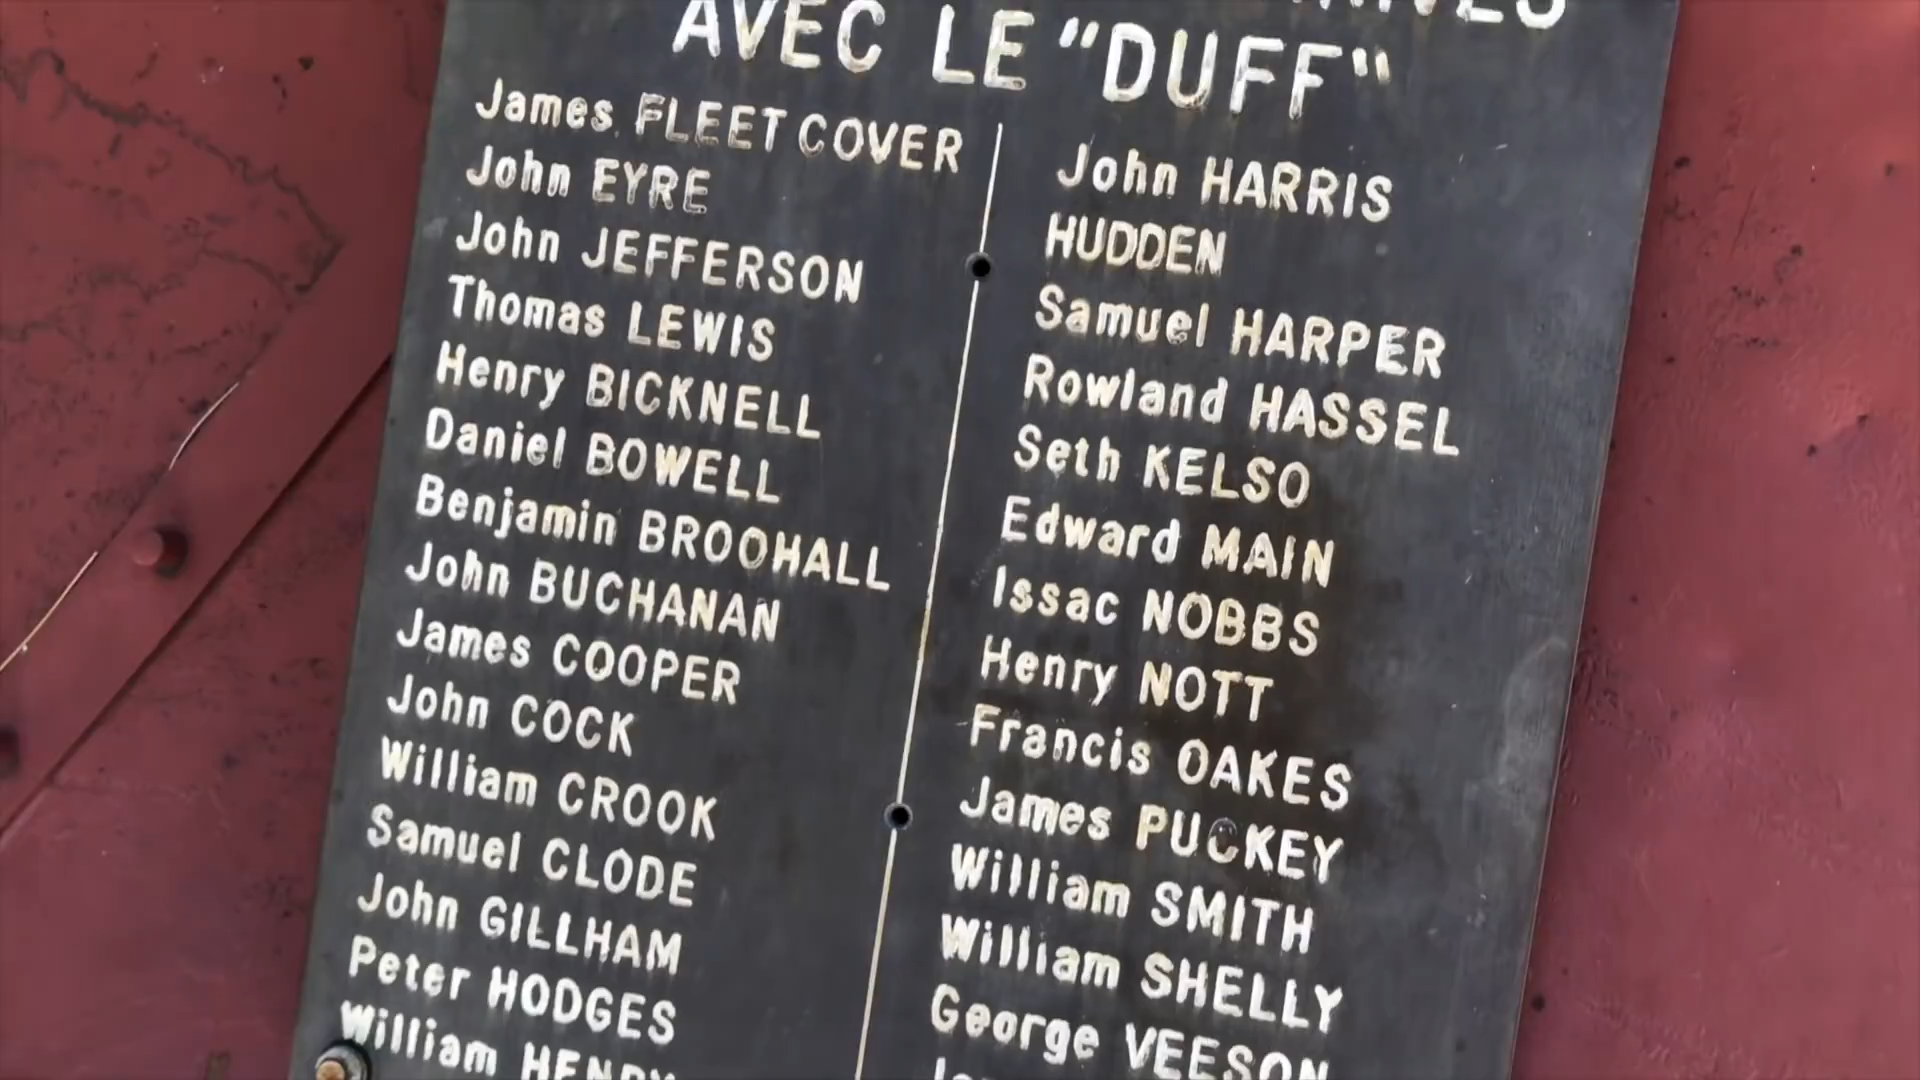 AVEC LE "DUFF"
James FLEET COVER
John EYRE
John JEFFERSON
Thomas LEWIS
Henry BICKNELL
Daniel BOWELL
Benjamin BROOHALL
John BUCHANAN
James COOPER
John COCK
William CROOK
Samuel CLODE
John GILLHAM
Peter HODGES
William HENRY
John HARRIS
HUDDEN
Samuel HARPER
Rowland HASSEL
Seth KELSO
Edward MAIN
Issac NOBBS
Henry NOTT
Francis OAKES
James PUCKEY
William SMITH
William SHELLY
George VEESON